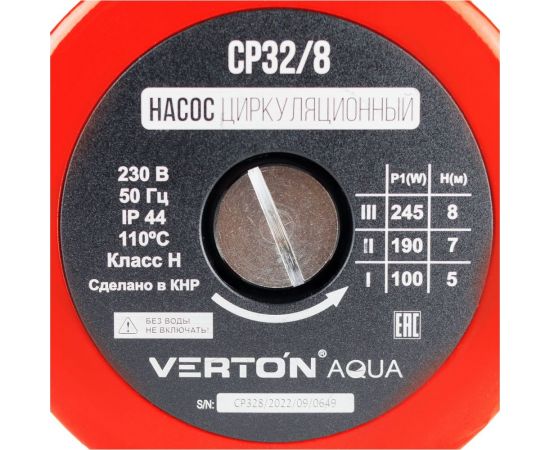 CP32/8
НАСОС ЦИРКУЛЯЦИОННЫЙ
230 В
50 Гц
IP 44
110ºC
Класс H
Сделано в КНР
P1(W) H(м)
III 245 8
II 190 7
I 100 5
БЕЗ ВОДЫ
НЕ ВКЛЮЧАТЬ!
EAC
VERTON® AQUA
S/N: CP328/2022/09/0649